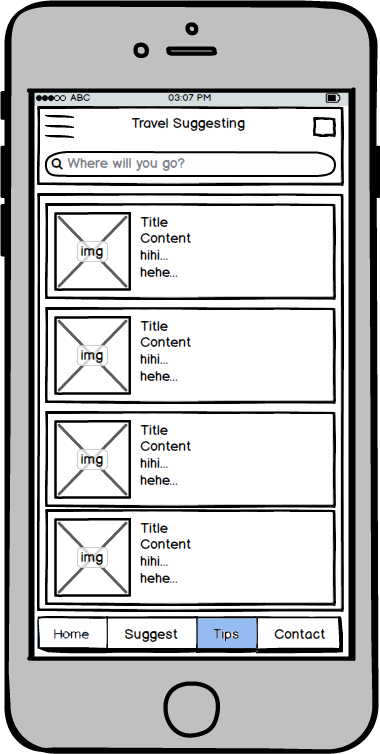 ABC 03:07 PM
Travel Suggesting
Where will you go?
img
Title
Content
hihi...
hehe...
img
Title
Content
hihi...
hehe...
img
Title
Content
hihi...
hehe...
img
Title
Content
hihi...
hehe...
Home Suggest Tips Contact